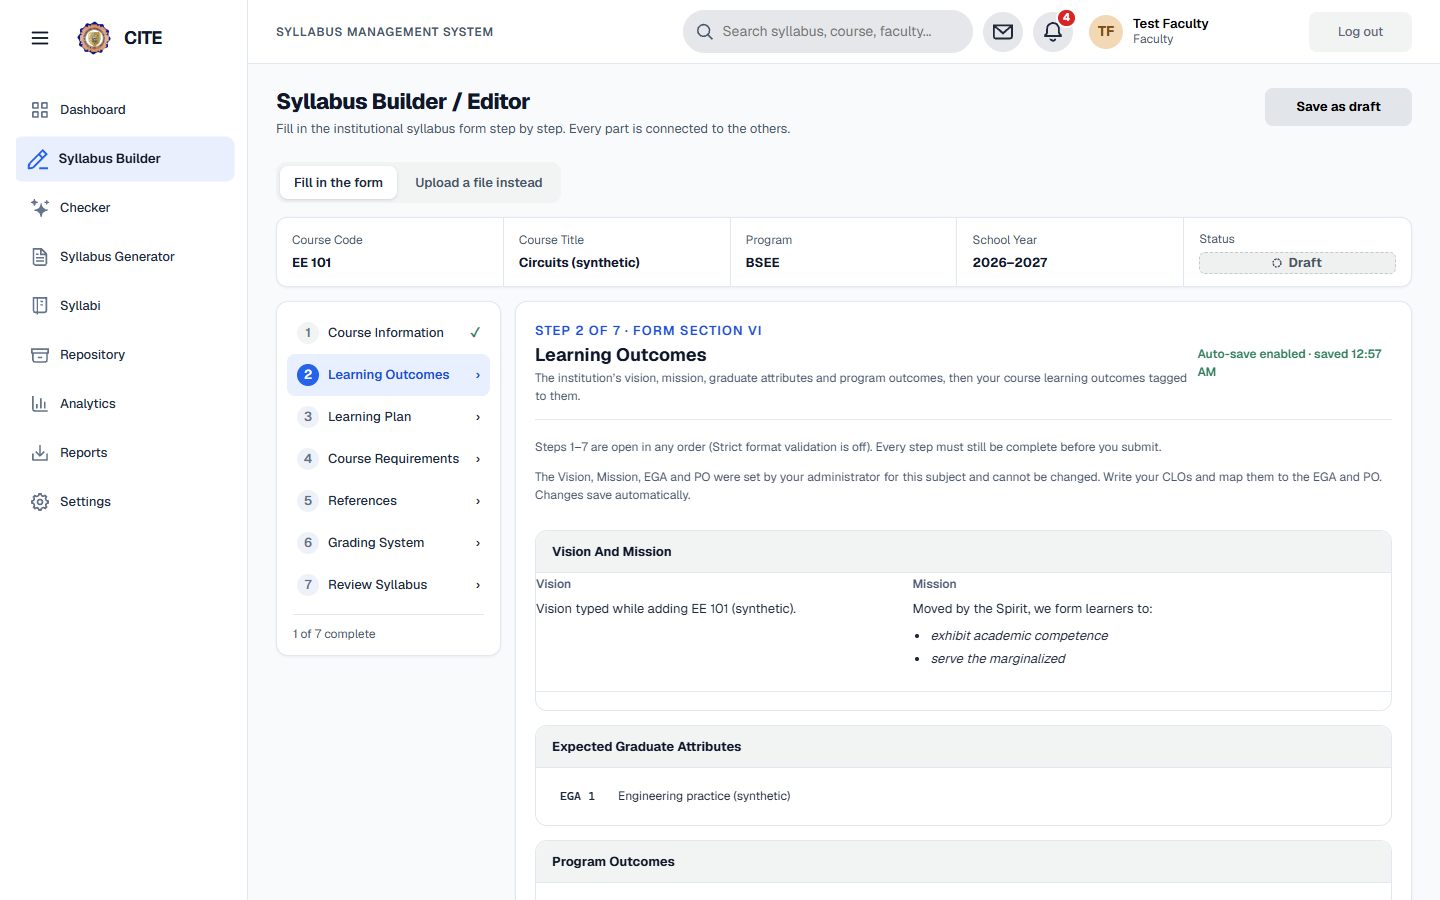 CITE
SYLLABUS MANAGEMENT SYSTEM
Search syllabus, course, faculty...
4
TF
Test Faculty
Faculty
Log out
Dashboard
Syllabus Builder
Checker
Syllabus Generator
Syllabi
Repository
Analytics
Reports
Settings
Syllabus Builder / Editor
Fill in the institutional syllabus form step by step. Every part is connected to the others.
Save as draft
Fill in the form
Upload a file instead
Course Code
EE 101
Course Title
Circuits (synthetic)
Program
BSEE
School Year
2026–2027
Status
Draft
1 Course Information ✓
2 Learning Outcomes ›
3 Learning Plan ›
4 Course Requirements ›
5 References ›
6 Grading System ›
7 Review Syllabus ›
1 of 7 complete
STEP 2 OF 7 · FORM SECTION VI
Learning Outcomes
The institution's vision, mission, graduate attributes and program outcomes, then your course learning outcomes tagged
to them.
Auto-save enabled · saved 12:57
AM
Steps 1–7 are open in any order (Strict format validation is off). Every step must still be complete before you submit.
The Vision, Mission, EGA and PO were set by your administrator for this subject and cannot be changed. Write your CLOs and map them to the EGA and PO.
Changes save automatically.
Vision And Mission
Vision
Vision typed while adding EE 101 (synthetic).
Mission
Moved by the Spirit, we form learners to:
• exhibit academic competence
• serve the marginalized
Expected Graduate Attributes
EGA 1 Engineering practice (synthetic)
Program Outcomes